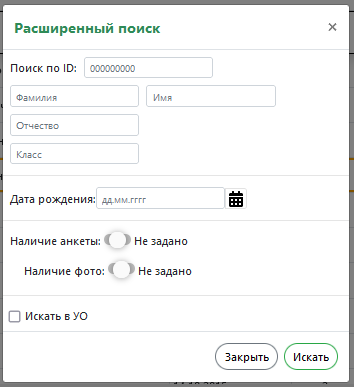 Расширенный поиск ×
Поиск по ID: 000000000
Фамилия Имя
Отчество
Класс
Дата рождения: дд.мм.гггг
Наличие анкеты: Не задано
Наличие фото: Не задано
Искать в УО
Закрыть Искать